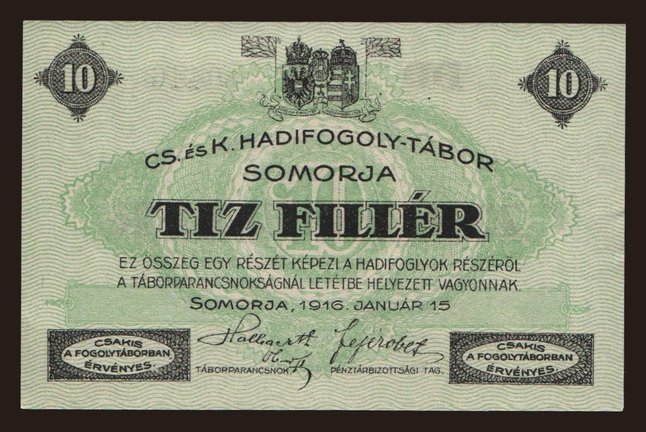 10 10
CS. ÉS K. HADIFOGOLY-TÁBOR
SOMORJA
TIZ FILLÉR
EZ ÖSSZEG EGY RÉSZÉT KÉPEZI A HADIFOGLYOK RÉSZÉRŐL
A TÁBORPARANCSNOKSÁGNÁL LETÉTBE HELYEZETT VAGYONNAK.
SOMORJA, 1916. JANUÁR 15
CSAKIS
A FOGOLYTÁBORBAN
ÉRVÉNYES.
TÁBORPARANCSNOK. PÉNZTÁRBIZOTTSÁGI TAG.
CSAKIS
A FOGOLYTÁBORBAN
ÉRVÉNYES.